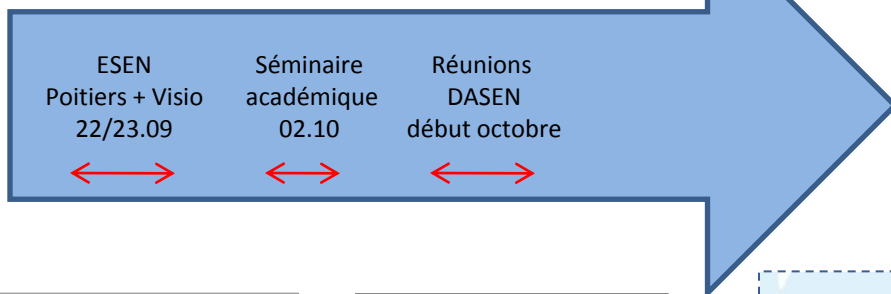 ESEN
Poitiers + Visio
22/23.09
Séminaire
académique
02.10
Réunions
DASEN
début octobre